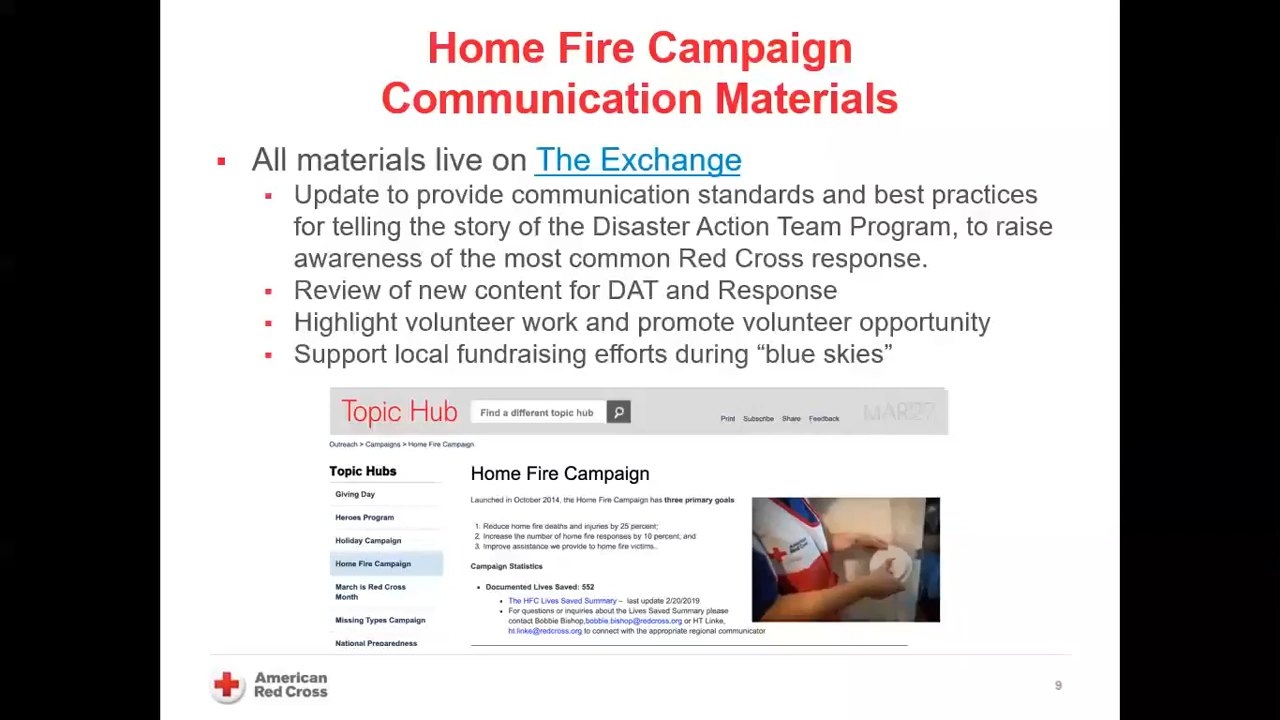 Home Fire Campaign
Communication Materials
All materials live on The Exchange
Update to provide communication standards and best practices
for telling the story of the Disaster Action Team Program, to raise
awareness of the most common Red Cross response.
Review of new content for DAT and Response
Highlight volunteer work and promote volunteer opportunity
Support local fundraising efforts during “blue skies”
Topic Hub
Find a different topic hub
Print Subscribe Share Feedback
MAR27
Outreach > Campaigns > Home Fire Campaign
Topic Hubs
Giving Day
Heroes Program
Holiday Campaign
Home Fire Campaign
March is Red Cross
Month
Missing Types Campaign
National Preparedness
Home Fire Campaign
Launched in October 2014, the Home Fire Campaign has three primary goals
1. Reduce home fire deaths and injuries by 25 percent;
2. Increase the number of home fire responses by 10 percent, and
3. Improve assistance we provide to home fire victims..
Campaign Statistics
Documented Lives Saved: 552
The HFC Lives Saved Summary – last update 2/20/2019
For questions or inquiries about the Lives Saved Summary please
contact Bobbie Bishop,bobbie.bishop@redcross.org or HT Linke,
ht.linke@redcross.org to connect with the appropriate regional communicator
American
Red Cross
9